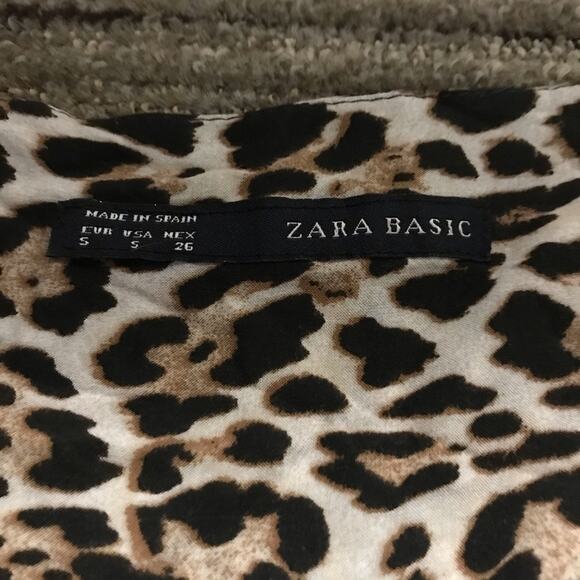 MADE IN SPAIN
EUR USA MEX
S S 26
ZARA BASIC